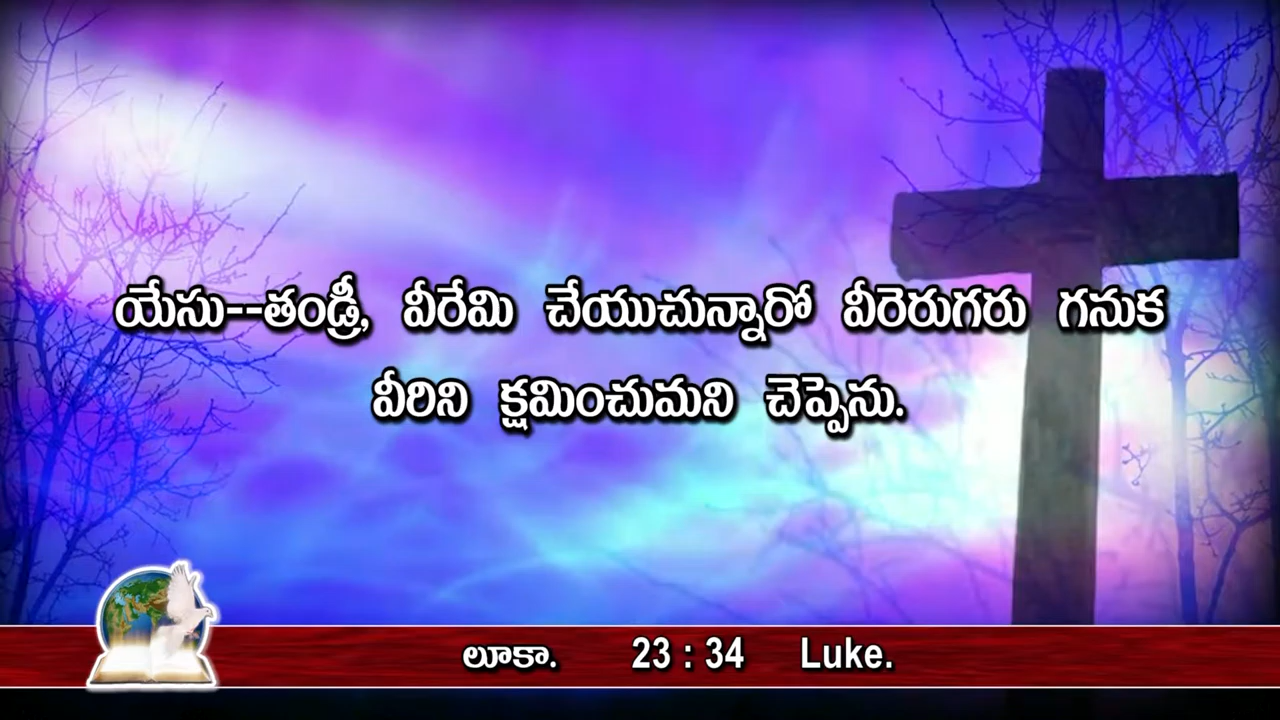 యేసు--తండ్రీ, వీరేమి చేయుచున్నారో వీరెరుగరు గనుక
వీరిని క్షమించుమని చెప్పెను.
లూకా. 23 : 34 Luke.